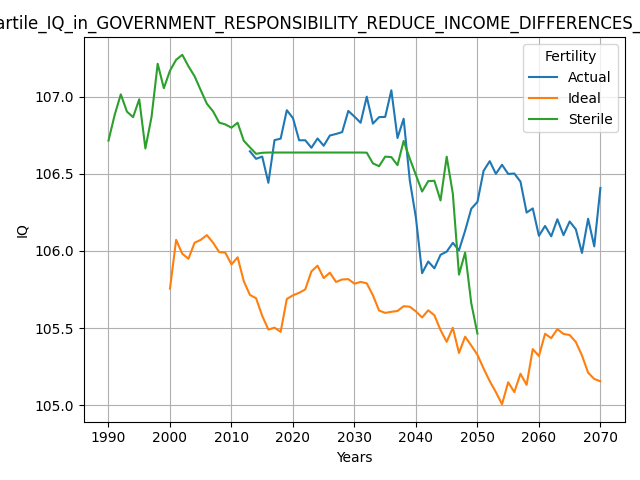 artile_IQ_in_GOVERNMENT_RESPONSIBILITY_REDUCE_INCOME_DIFFERENCES_
Fertility
Actual
Ideal
Sterile
107.0
106.5
106.0
105.5
105.0
IQ
1990 2000 2010 2020 2030 2040 2050 2060 2070
Years